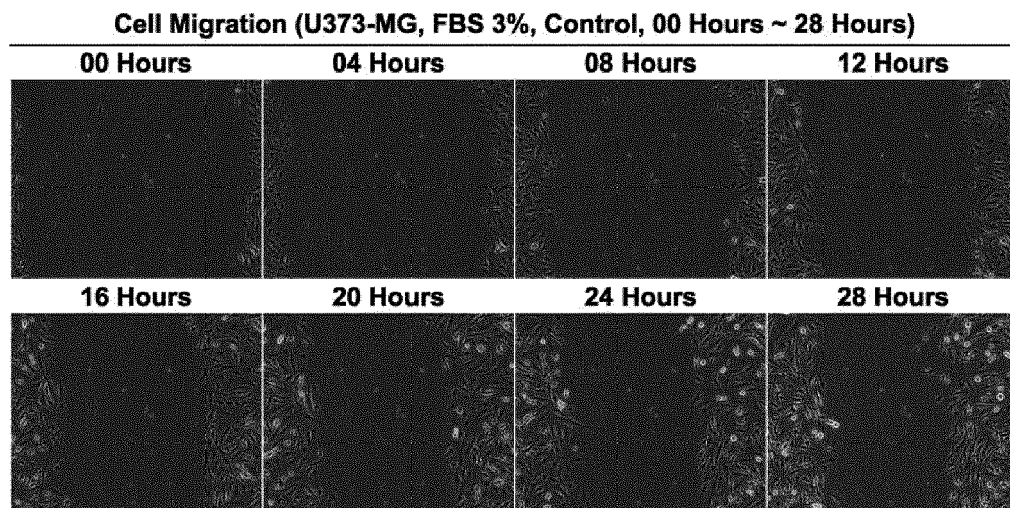 Cell Migration (U373-MG, FBS 3%, Control, 00 Hours ~ 28 Hours)
00 Hours 04 Hours 08 Hours 12 Hours
16 Hours 20 Hours 24 Hours 28 Hours